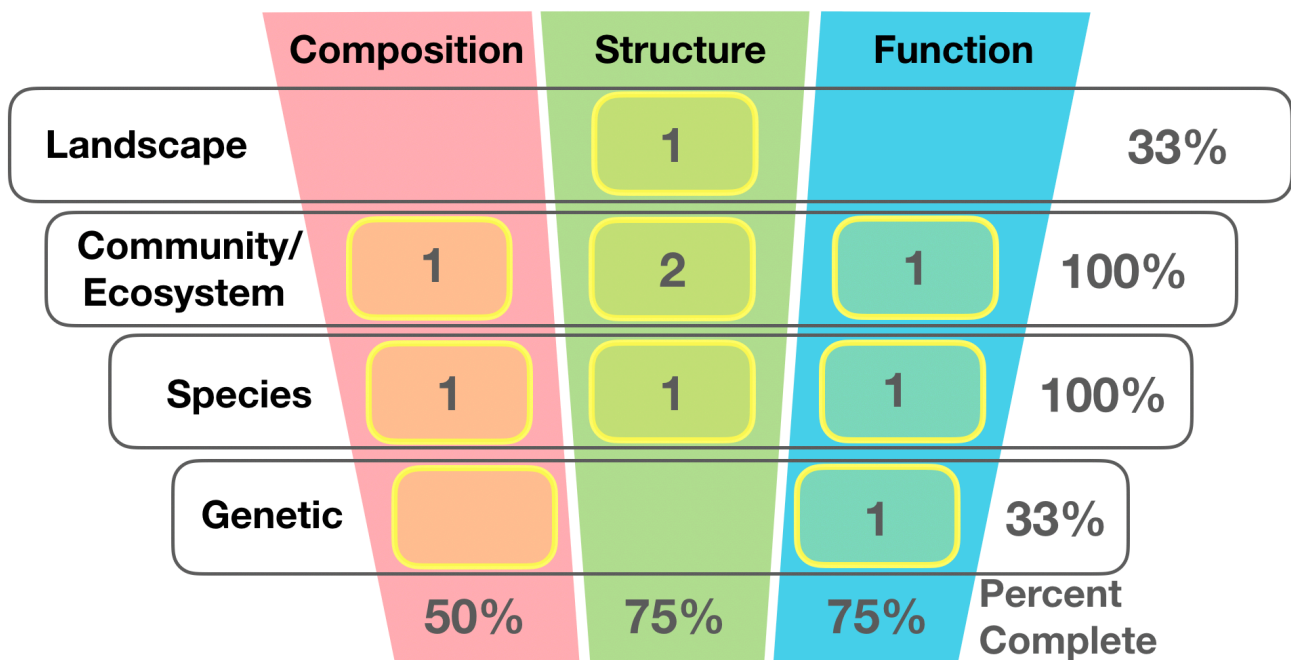 Composition Structure Function
Landscape 1 33%
Community/
Ecosystem 1 2 1 100%
Species 1 1 1 100%
Genetic 1 33%
50% 75% 75% Percent
Complete